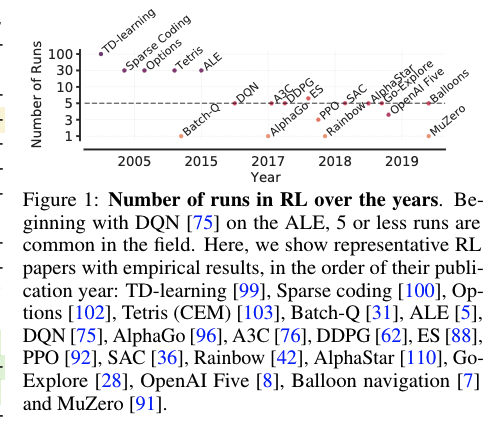 TD-learning
Sparse Coding
Options
Tetris
ALE
100
30
10
5
3
1
Number of Runs
Batch-Q
DQN
AlphaGo
A3C
DDPG
ES
PPO
Rainbow
SAC
AlphaStar
Go-Explore
OpenAI Five
Balloons
MuZero
2005
2015
2017
2018
2019
Year
Figure 1: Number of runs in RL over the years. Be-
ginning with DQN [75] on the ALE, 5 or less runs are
common in the field. Here, we show representative RL
papers with empirical results, in the order of their publi-
cation year: TD-learning [99], Sparse coding [100], Op-
tions [102], Tetris (CEM) [103], Batch-Q [31], ALE [5],
DQN [75], AlphaGo [96], A3C [76], DDPG [62], ES [88],
PPO [92], SAC [36], Rainbow [42], AlphaStar [110], Go-
Explore [28], OpenAI Five [8], Balloon navigation [7]
and MuZero [91].